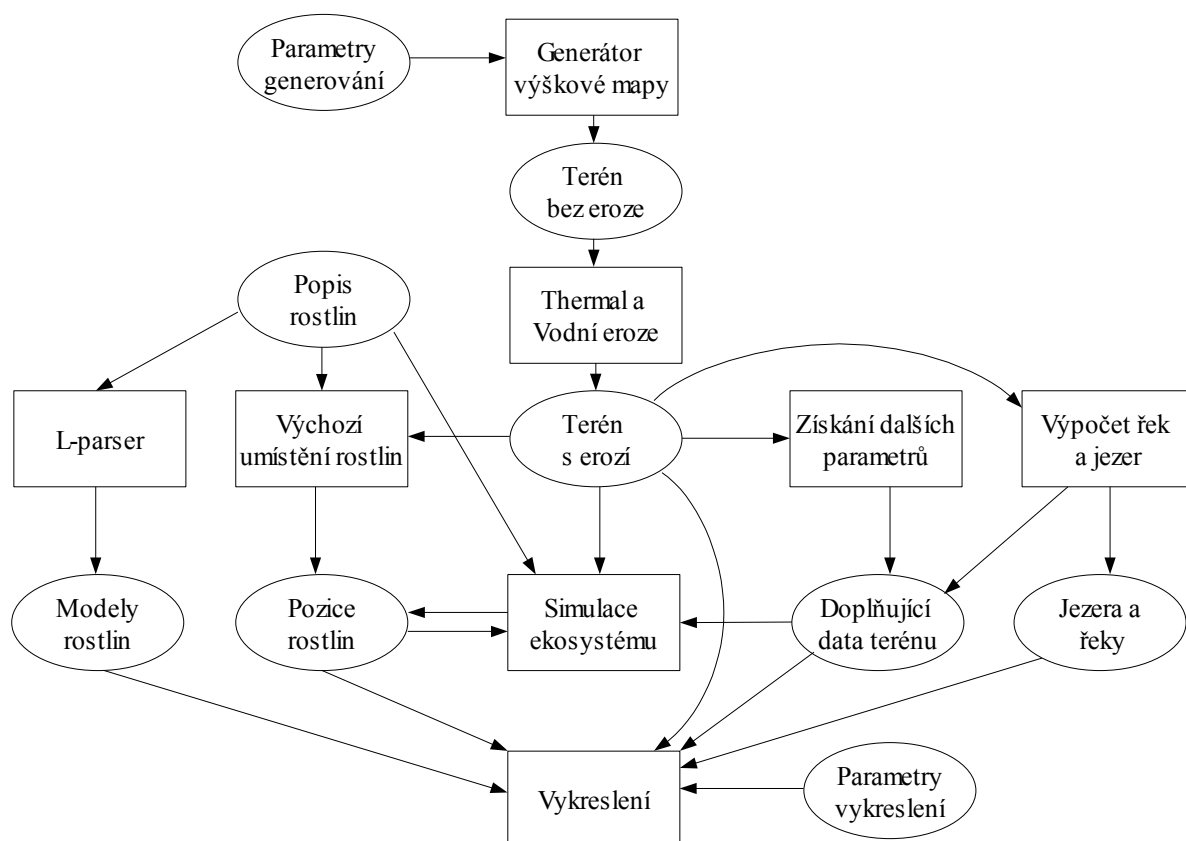 Parametry
generování
Generátor
výškové mapy
Terén
bez eroze
Popis
rostlin
Thermal a
Vodní eroze
L-parser
Výchozí
umístění rostlin
Terén
s erozí
Získání dalších
parametrů
Výpočet řek
a jezer
Modely
rostlin
Pozice
rostlin
Simulace
ekosystému
Doplňující
data terénu
Jezera a
řeky
Vykreslení
Parametry
vykreslení